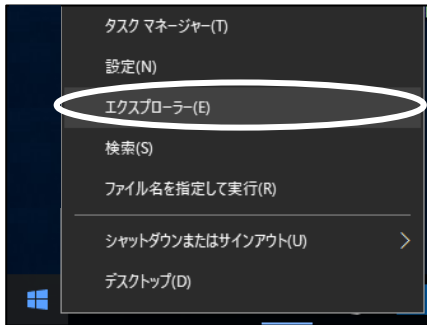 タスク マネージャー(T)
設定(N)
エクスプローラー(E)
検索(S)
ファイル名を指定して実行(R)
シャットダウンまたはサインアウト(U)
デスクトップ(D)